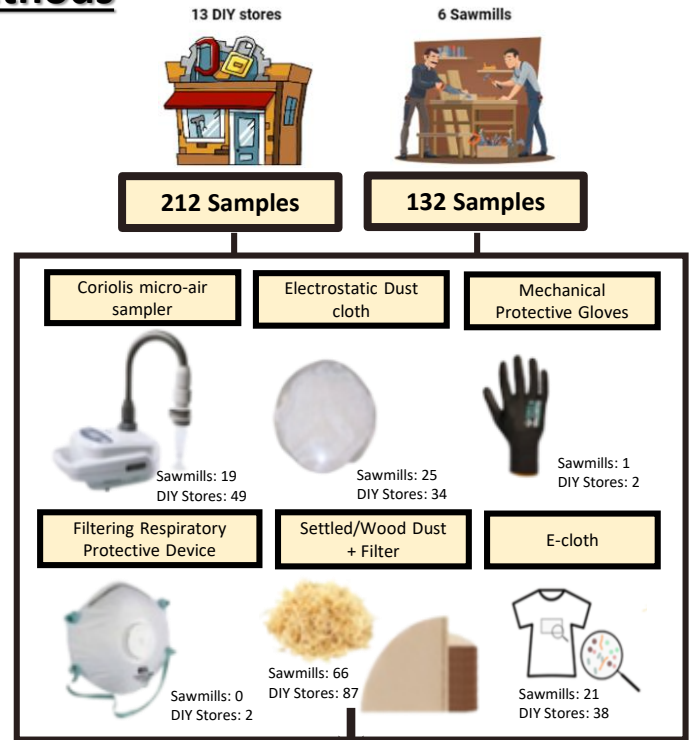 13 DIY stores
6 Sawmills
212 Samples
132 Samples
Coriolis micro-air
sampler
Electrostatic Dust
cloth
Mechanical
Protective Gloves
Sawmills: 19
DIY Stores: 49
Sawmills: 25
DIY Stores: 34
Sawmills: 1
DIY Stores: 2
Filtering Respiratory
Protective Device
Settled/Wood Dust
+ Filter
E-cloth
Sawmills: 0
DIY Stores: 2
Sawmills: 66
DIY Stores: 87
Sawmills: 21
DIY Stores: 38